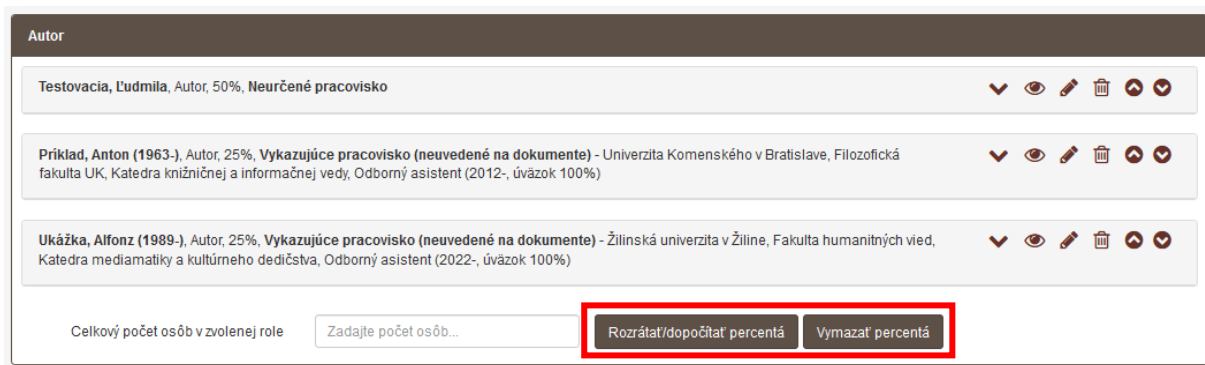 Autor
Testovacia, Ľudmila, Autor, 50%, Neurčené pracovisko
Príklad, Anton (1963-), Autor, 25%, Vykazujúce pracovisko (neuvedené na dokumente) - Univerzita Komenského v Bratislave, Filozofická
fakulta UK, Katedra knižničnej a informačnej vedy, Odborný asistent (2012-, úväzok 100%)
Ukážka, Alfonz (1989-), Autor, 25%, Vykazujúce pracovisko (neuvedené na dokumente) - Žilinská univerzita v Žiline, Fakulta humanitných vied,
Katedra mediamatiky a kultúrneho dedičstva, Odborný asistent (2022-, úväzok 100%)
Celkový počet osôb v zvolenej role Zadajte počet osôb... Rozrátať/dopočítať percentá Vymazať percentá